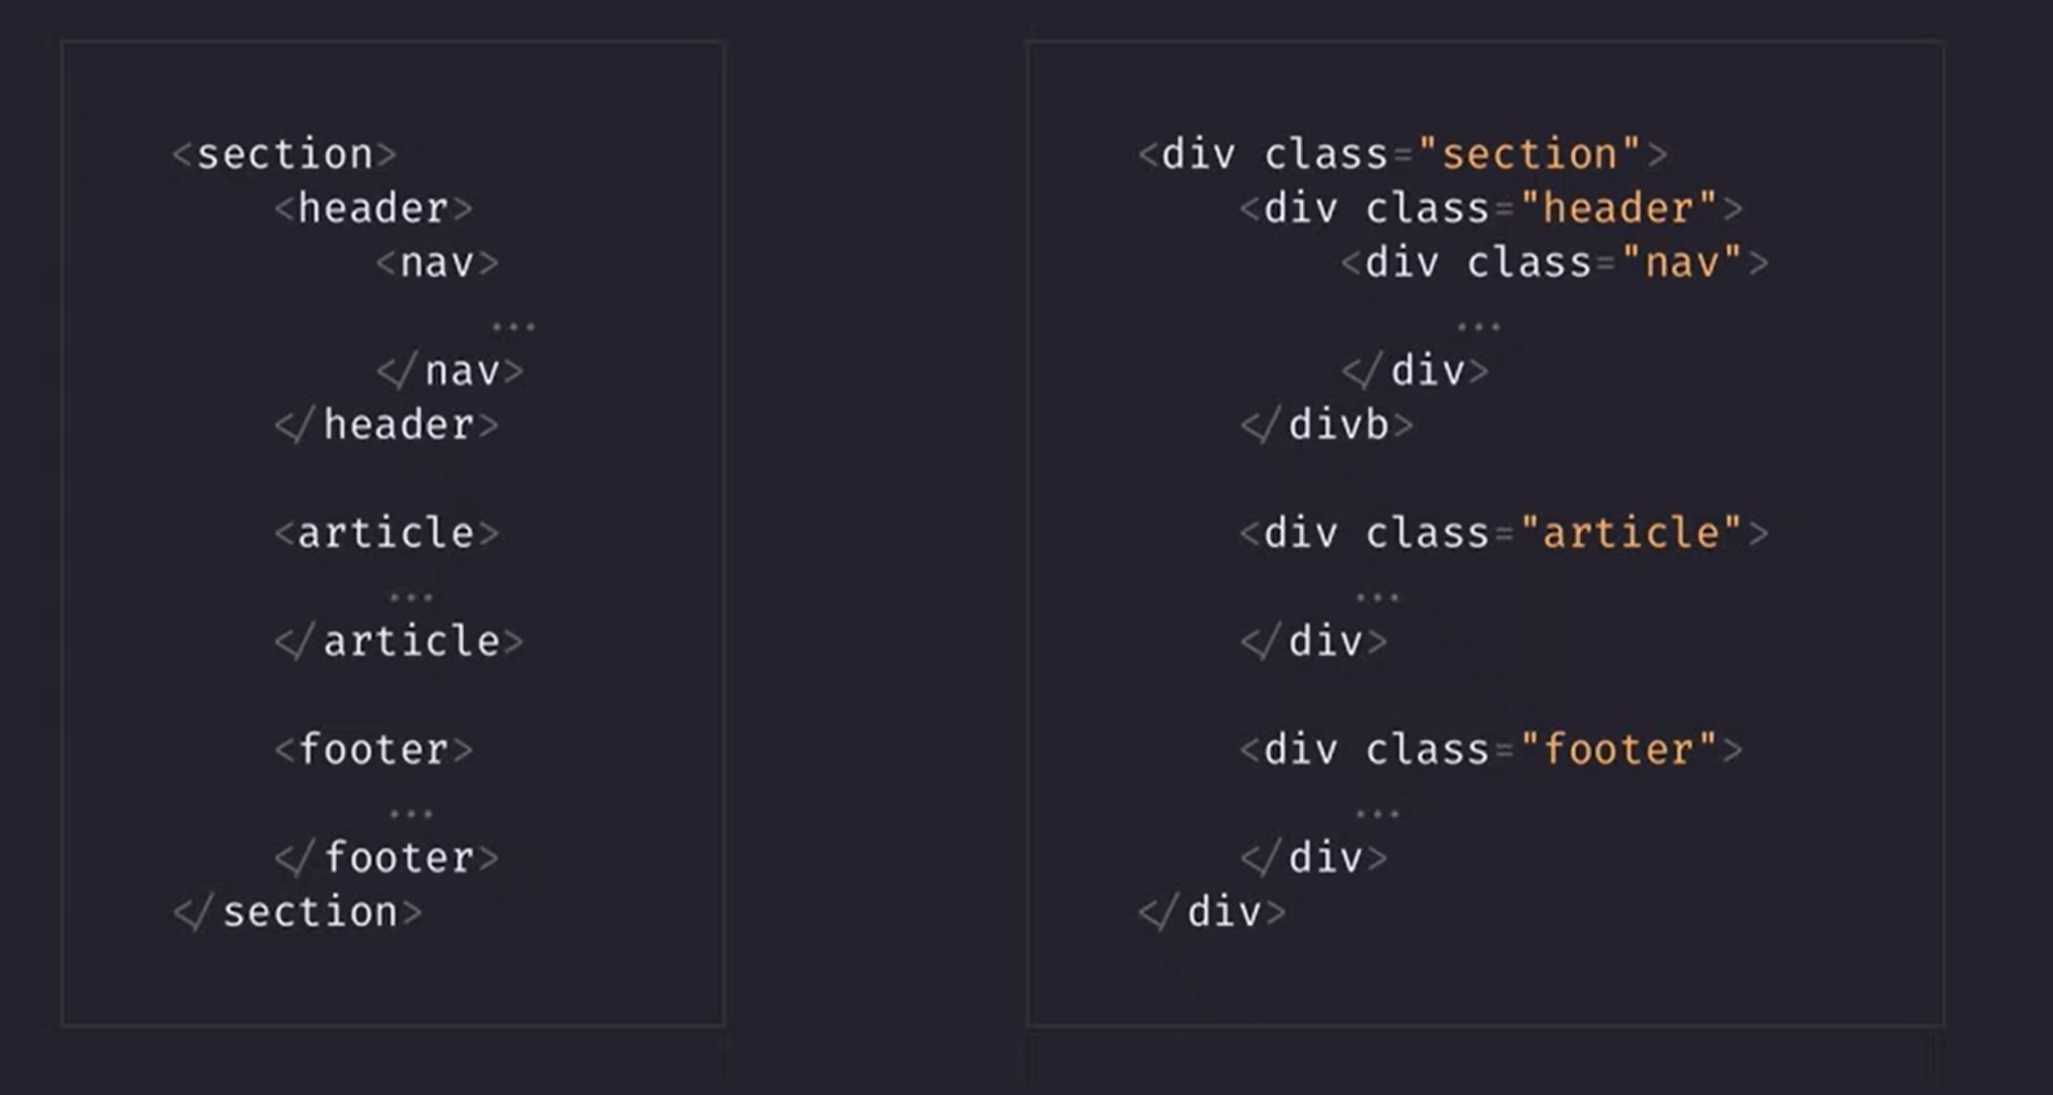 <section>
<header>
<nav>
...
</nav>
</header>
<article>
...
</article>
<footer>
...
</footer>
</section>
<div class="section">
<div class="header">
<div class="nav">
...
</div>
</divb>
<div class="article">
...
</div>
<div class="footer">
...
</div>
</div>